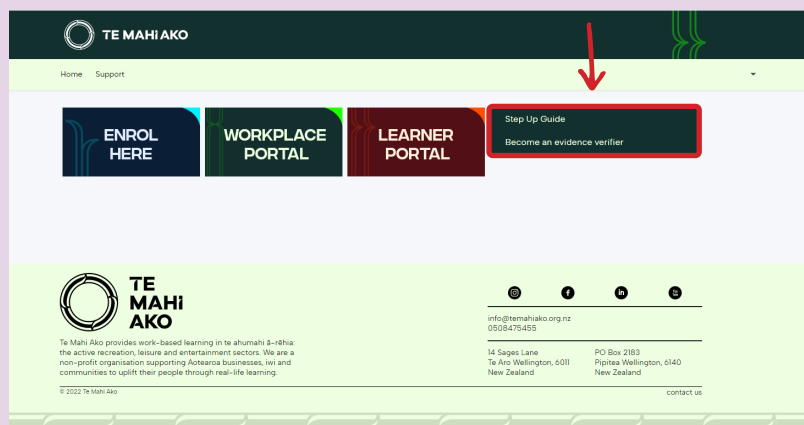 TE MAHI AKO
Home Support
ENROL
HERE
WORKPLACE
PORTAL
LEARNER
PORTAL
Step Up Guide
Become an evidence verifier
TE
MAHI
AKO
Te Mahi Ako provides work-based learning in te ahumahi ā-rēhia:
the active recreation, leisure and entertainment sectors. We are a
non-profit organisation supporting Aotearoa businesses, iwi and
communities to uplift their people through real-life learning.
info@temahiako.org.nz
0508475455
14 Sages Lane
Te Aro Wellington, 6011
New Zealand
PO Box 2183
Pipitea Wellington, 6140
New Zealand
© 2022 Te Mahi Ako
contact us